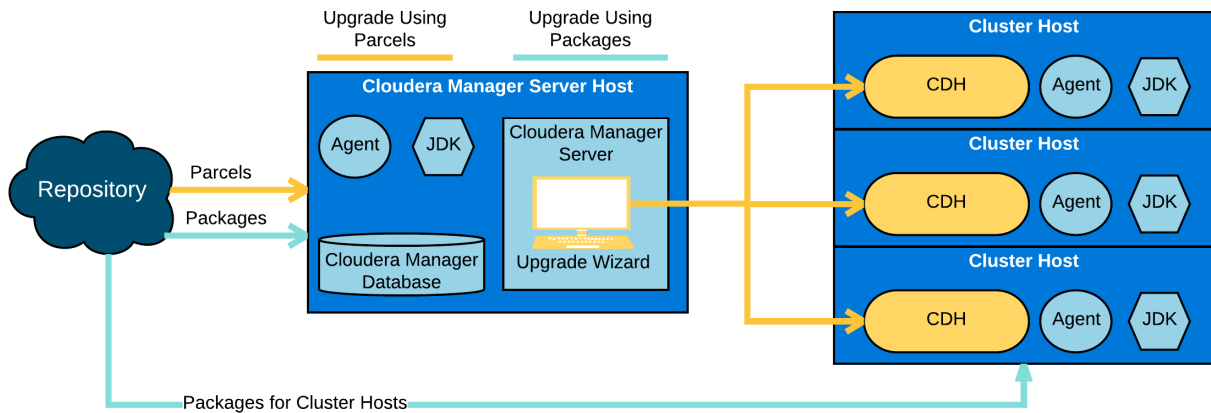 Upgrade Using
Parcels
Upgrade Using
Packages
Cloudera Manager Server Host
Agent
JDK
Cloudera Manager
Server
Upgrade Wizard
Cloudera Manager
Database
Repository
Parcels
Packages
Packages for Cluster Hosts
Cluster Host
CDH
Agent
JDK
Cluster Host
CDH
Agent
JDK
Cluster Host
CDH
Agent
JDK